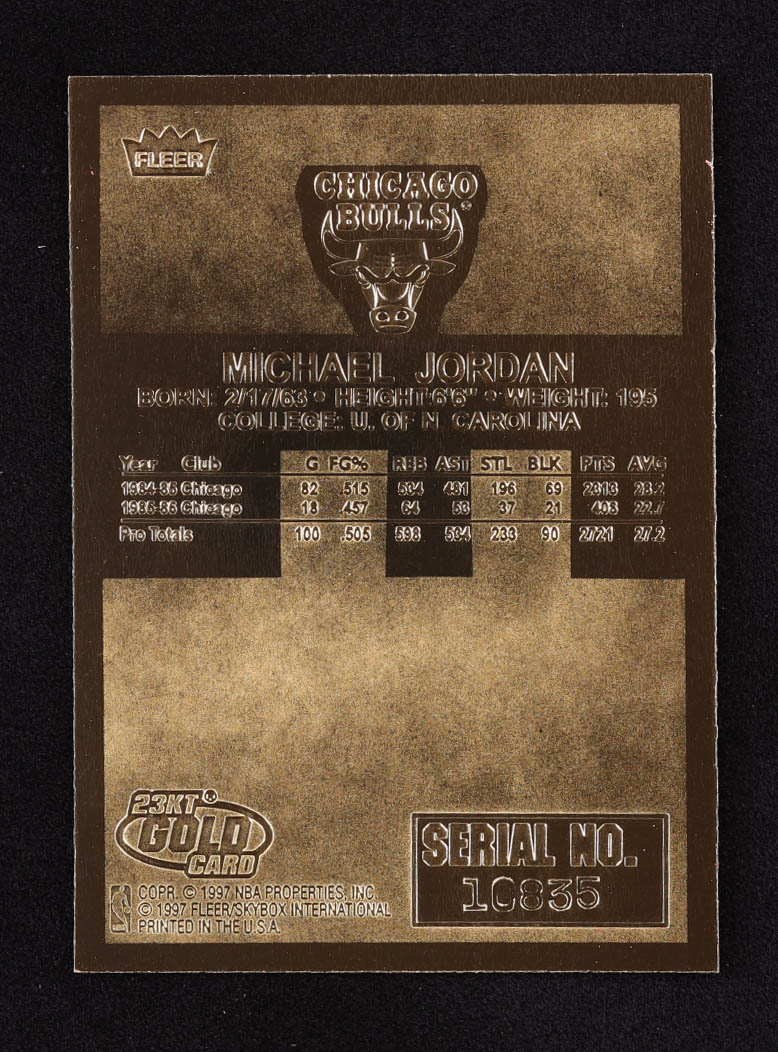 FLEER
CHICAGO
BULLS
MICHAEL JORDAN
BORN: 2/17/63 • HEIGHT: 6'6" • WEIGHT: 195
COLLEGE: U. OF N CAROLINA
Year Club G FG% REB AST STL BLK PTS AVG
1984-85 Chicago 82 .515 534 481 196 69 2313 28.2
1985-86 Chicago 18 .457 64 53 37 21 408 22.7
Pro Totals 100 .505 598 534 233 90 2721 27.2
23KT
GOLD
CARD
SERIAL NO.
10835
COPR. © 1997 NBA PROPERTIES, INC
© 1997 FLEER/SKYBOX INTERNATIONAL
PRINTED IN THE U.S.A.